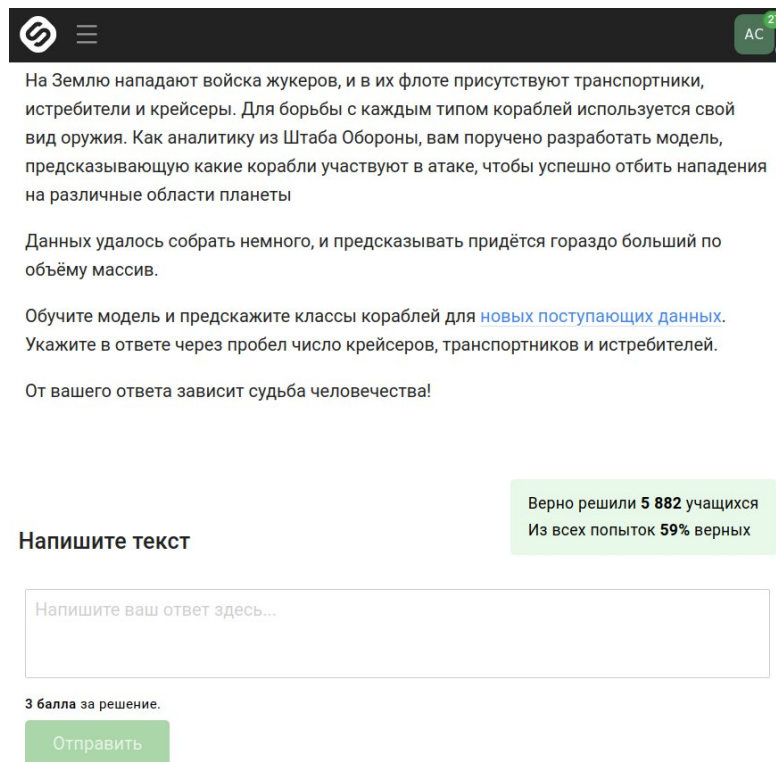 AC
На Землю нападают войска жукеров, и в их флоте присутствуют транспортники,
истребители и крейсеры. Для борьбы с каждым типом кораблей используется свой
вид оружия. Как аналитику из Штаба Обороны, вам поручено разработать модель,
предсказывающую какие корабли участвуют в атаке, чтобы успешно отбить нападения
на различные области планеты
Данных удалось собрать немного, и предсказывать придётся гораздо больший по
объёму массив.
Обучите модель и предскажите классы кораблей для новых поступающих данных.
Укажите в ответе через пробел число крейсеров, транспортников и истребителей.
От вашего ответа зависит судьба человечества!
Верно решили 5 882 учащихся
Из всех попыток 59% верных
Напишите текст
Напишите ваш ответ здесь...
3 балла за решение.
Отправить